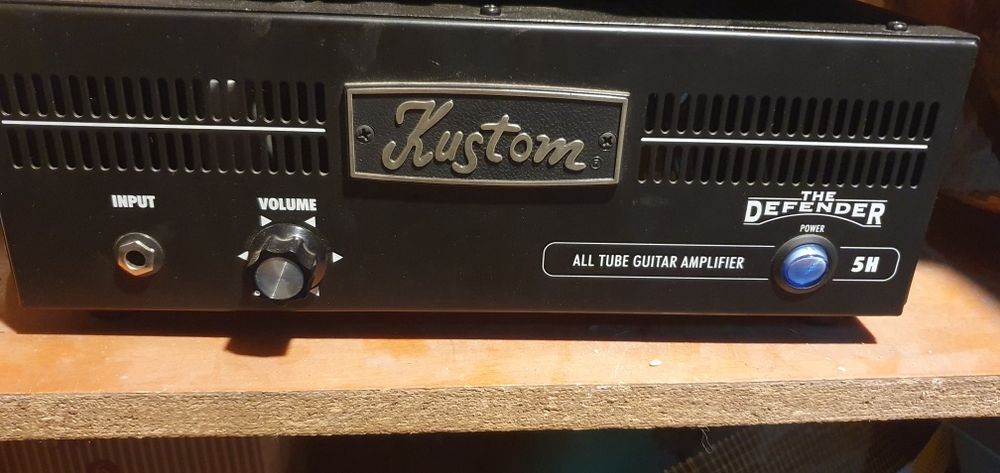 Kustom®
THE
DEFENDER
INPUT
VOLUME
POWER
ALL TUBE GUITAR AMPLIFIER
5H